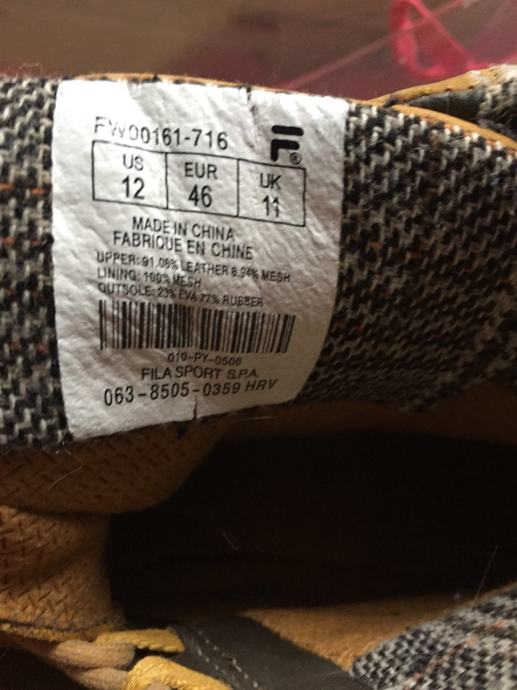 FW00161-716
F®
US EUR UK
12 46 11
MADE IN CHINA
FABRIQUE EN CHINE
UPPER: 91.06% LEATHER 8.94% MESH
LINING: 100% MESH
OUTSOLE: 23% EVA 77% RUBBER
010-PY-0506
FILA SPORT S.P.A.
063-8505-0359 HRV